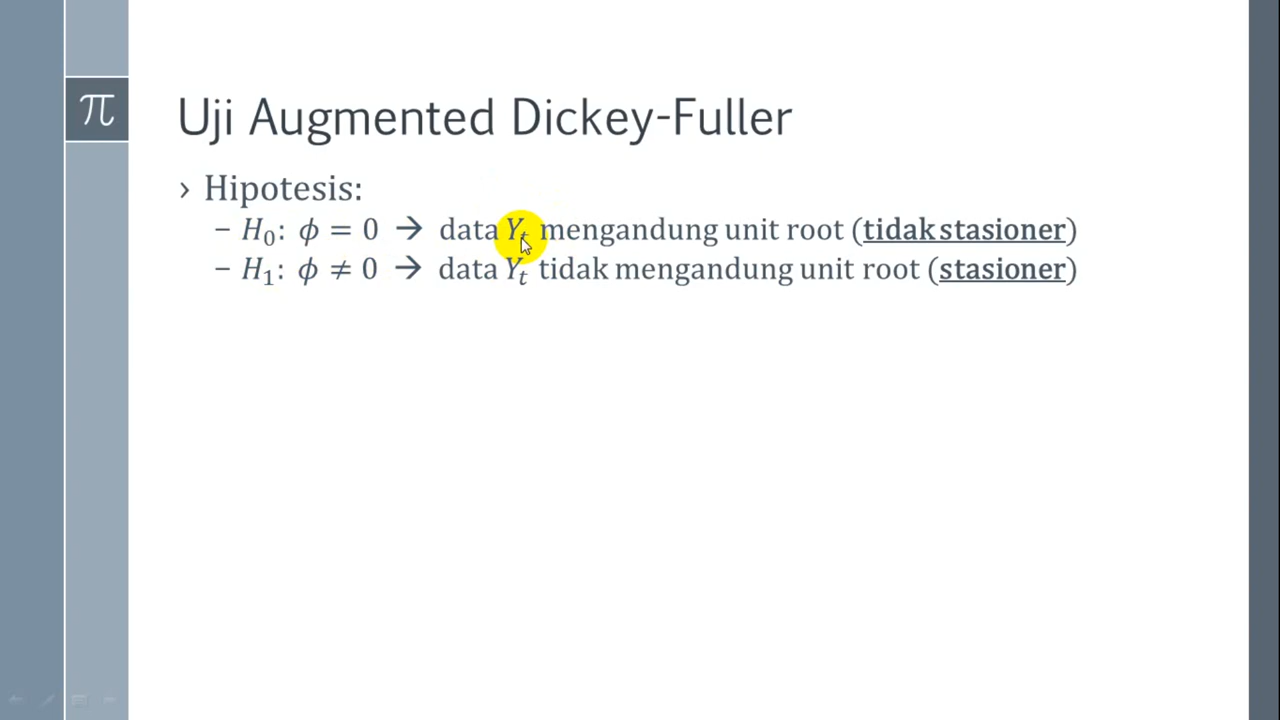 π
Uji Augmented Dickey-Fuller
› Hipotesis:
– H₀: ϕ = 0 → data Yₜ mengandung unit root (tidak stasioner)
– H₁: ϕ ≠ 0 → data Yₜ tidak mengandung unit root (stasioner)